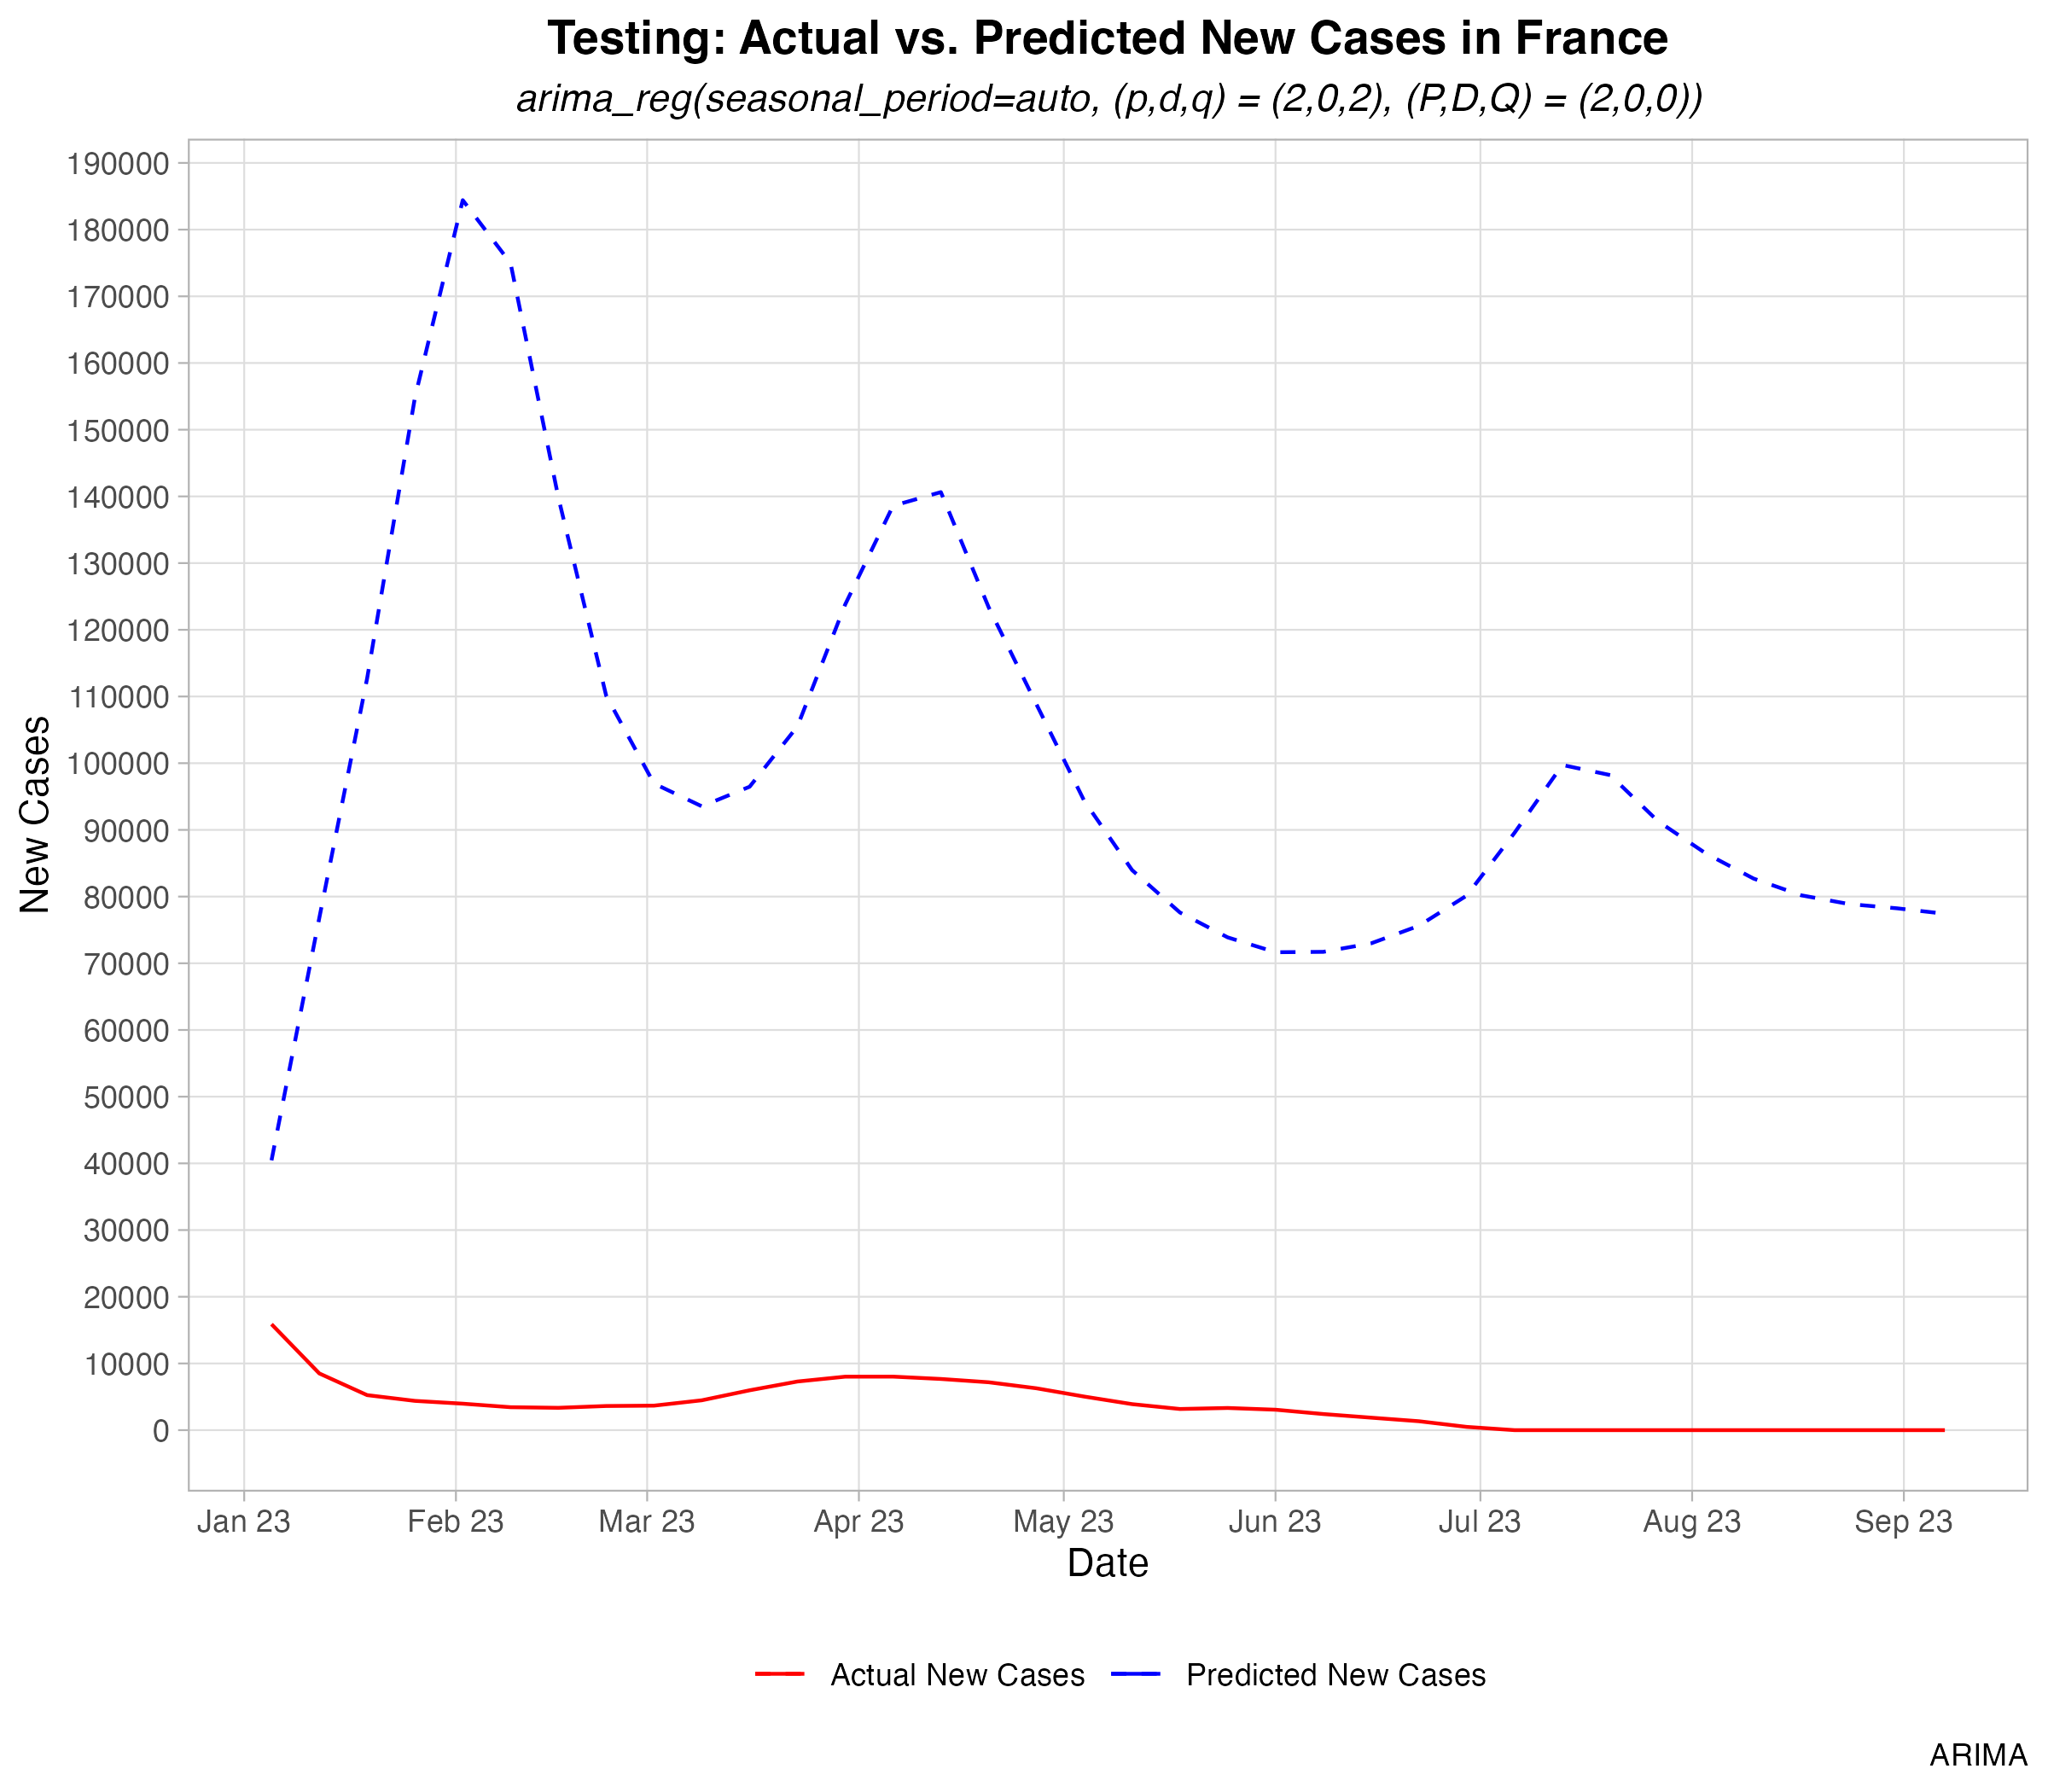 Testing: Actual vs. Predicted New Cases in France
arima_reg(seasonal_period=auto, (p,d,q) = (2,0,2), (P,D,Q) = (2,0,0))
New Cases
190000
180000
170000
160000
150000
140000
130000
120000
110000
100000
90000
80000
70000
60000
50000
40000
30000
20000
10000
0
Jan 23 Feb 23 Mar 23 Apr 23 May 23 Jun 23 Jul 23 Aug 23 Sep 23
Date
Actual New Cases Predicted New Cases
ARIMA